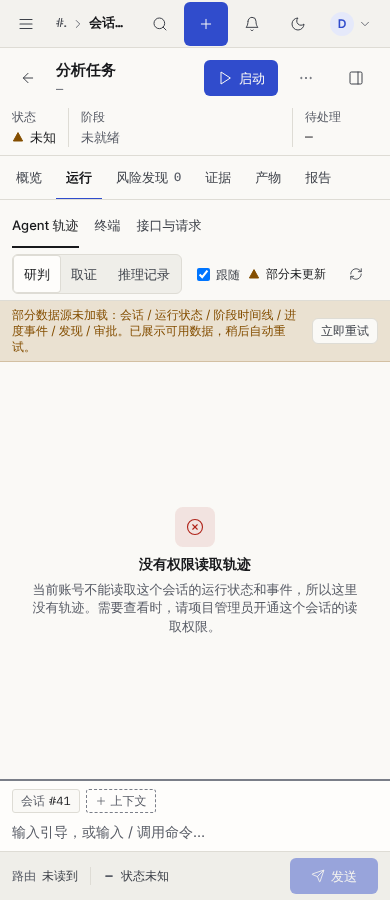 #. > 会话… D
分析任务
—
启动
状态 阶段 待处理
未知 未就绪 —
概览 运行 风险发现 0 证据 产物 报告
Agent 轨迹 终端 接口与请求
研判 取证 推理记录 跟随 部分未更新
部分数据源未加载：会话 / 运行状态 / 阶段时间线 / 进
度事件 / 发现 / 审批。已展示可用数据，稍后自动重
试。
立即重试
没有权限读取轨迹
当前账号不能读取这个会话的运行状态和事件，所以这里
没有轨迹。需要查看时，请项目管理员开通这个会话的读
取权限。
会话 #41 + 上下文
输入引导，或输入 / 调用命令…
路由 未读到 — 状态未知 发送